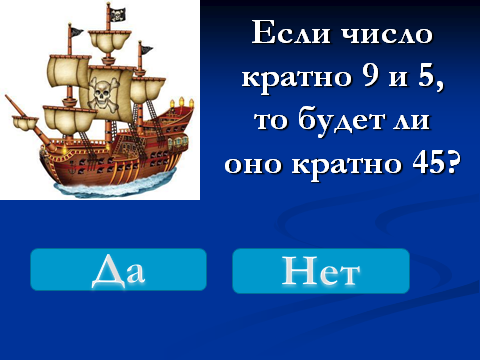 Если число
кратно 9 и 5,
то будет ли
оно кратно 45?
Да
Нет